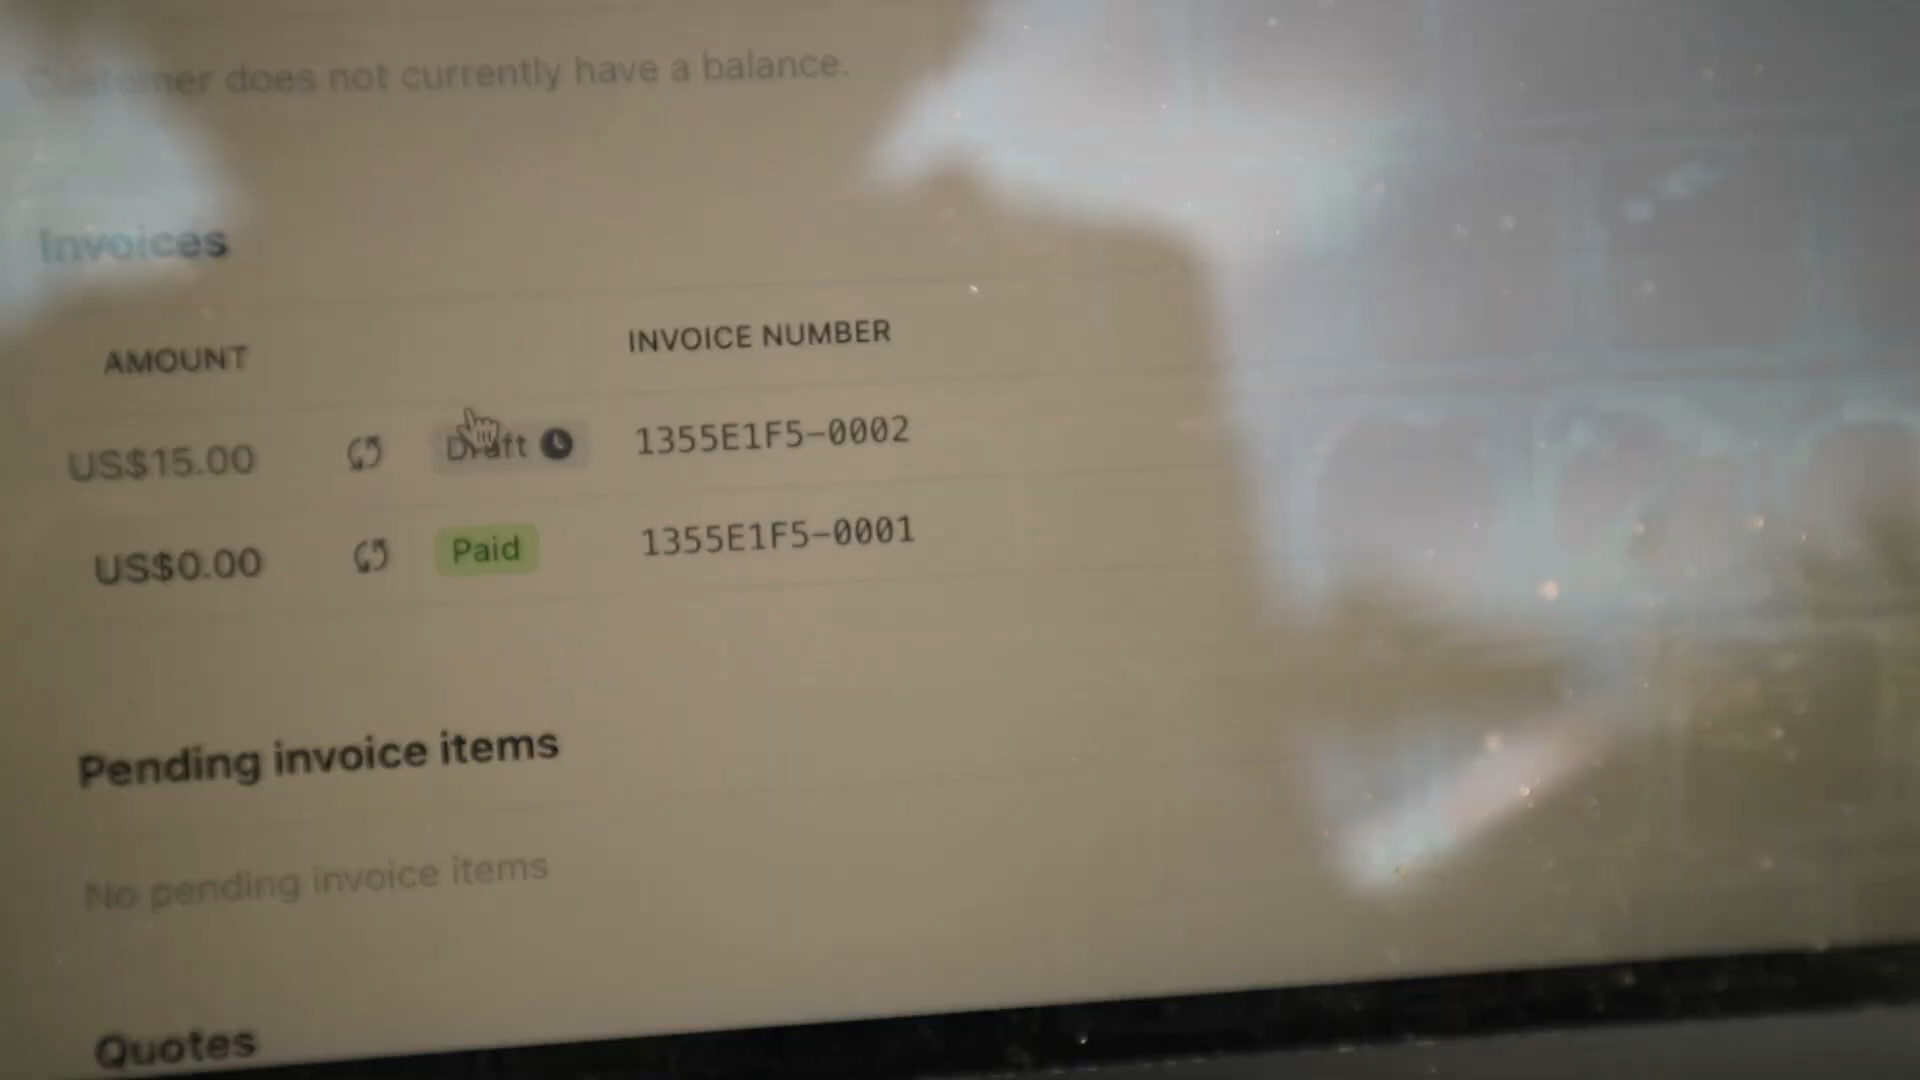 Customer does not currently have a balance.
Invoices
AMOUNT INVOICE NUMBER
US$15.00 Draft 1355E1F5-0002
US$0.00 Paid 1355E1F5-0001
Pending invoice items
No pending invoice items
Quotes